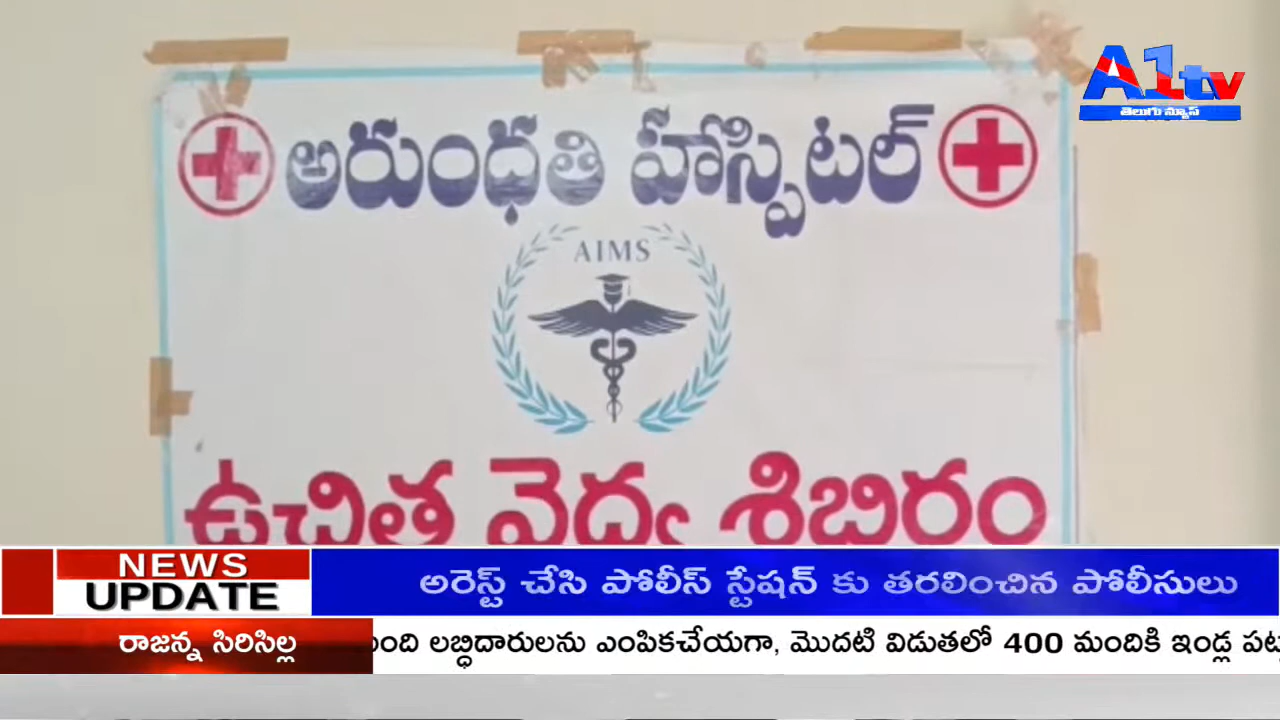 A1tv
తెలుగు న్యూస్
అరుంధతి హాస్పిటల్
AIMS
ఉచిత వైద్య శిబిరం
NEWS
UPDATE
అరెస్ట్ చేసి పోలీస్ స్టేషన్ కు తరలించిన పోలీసులు
రాజన్న సిరిసిల్ల
లబ్ధిదారులను ఎంపికచేయగా, మొదటి విడుతలో 400 మందికి ఇండ్ల